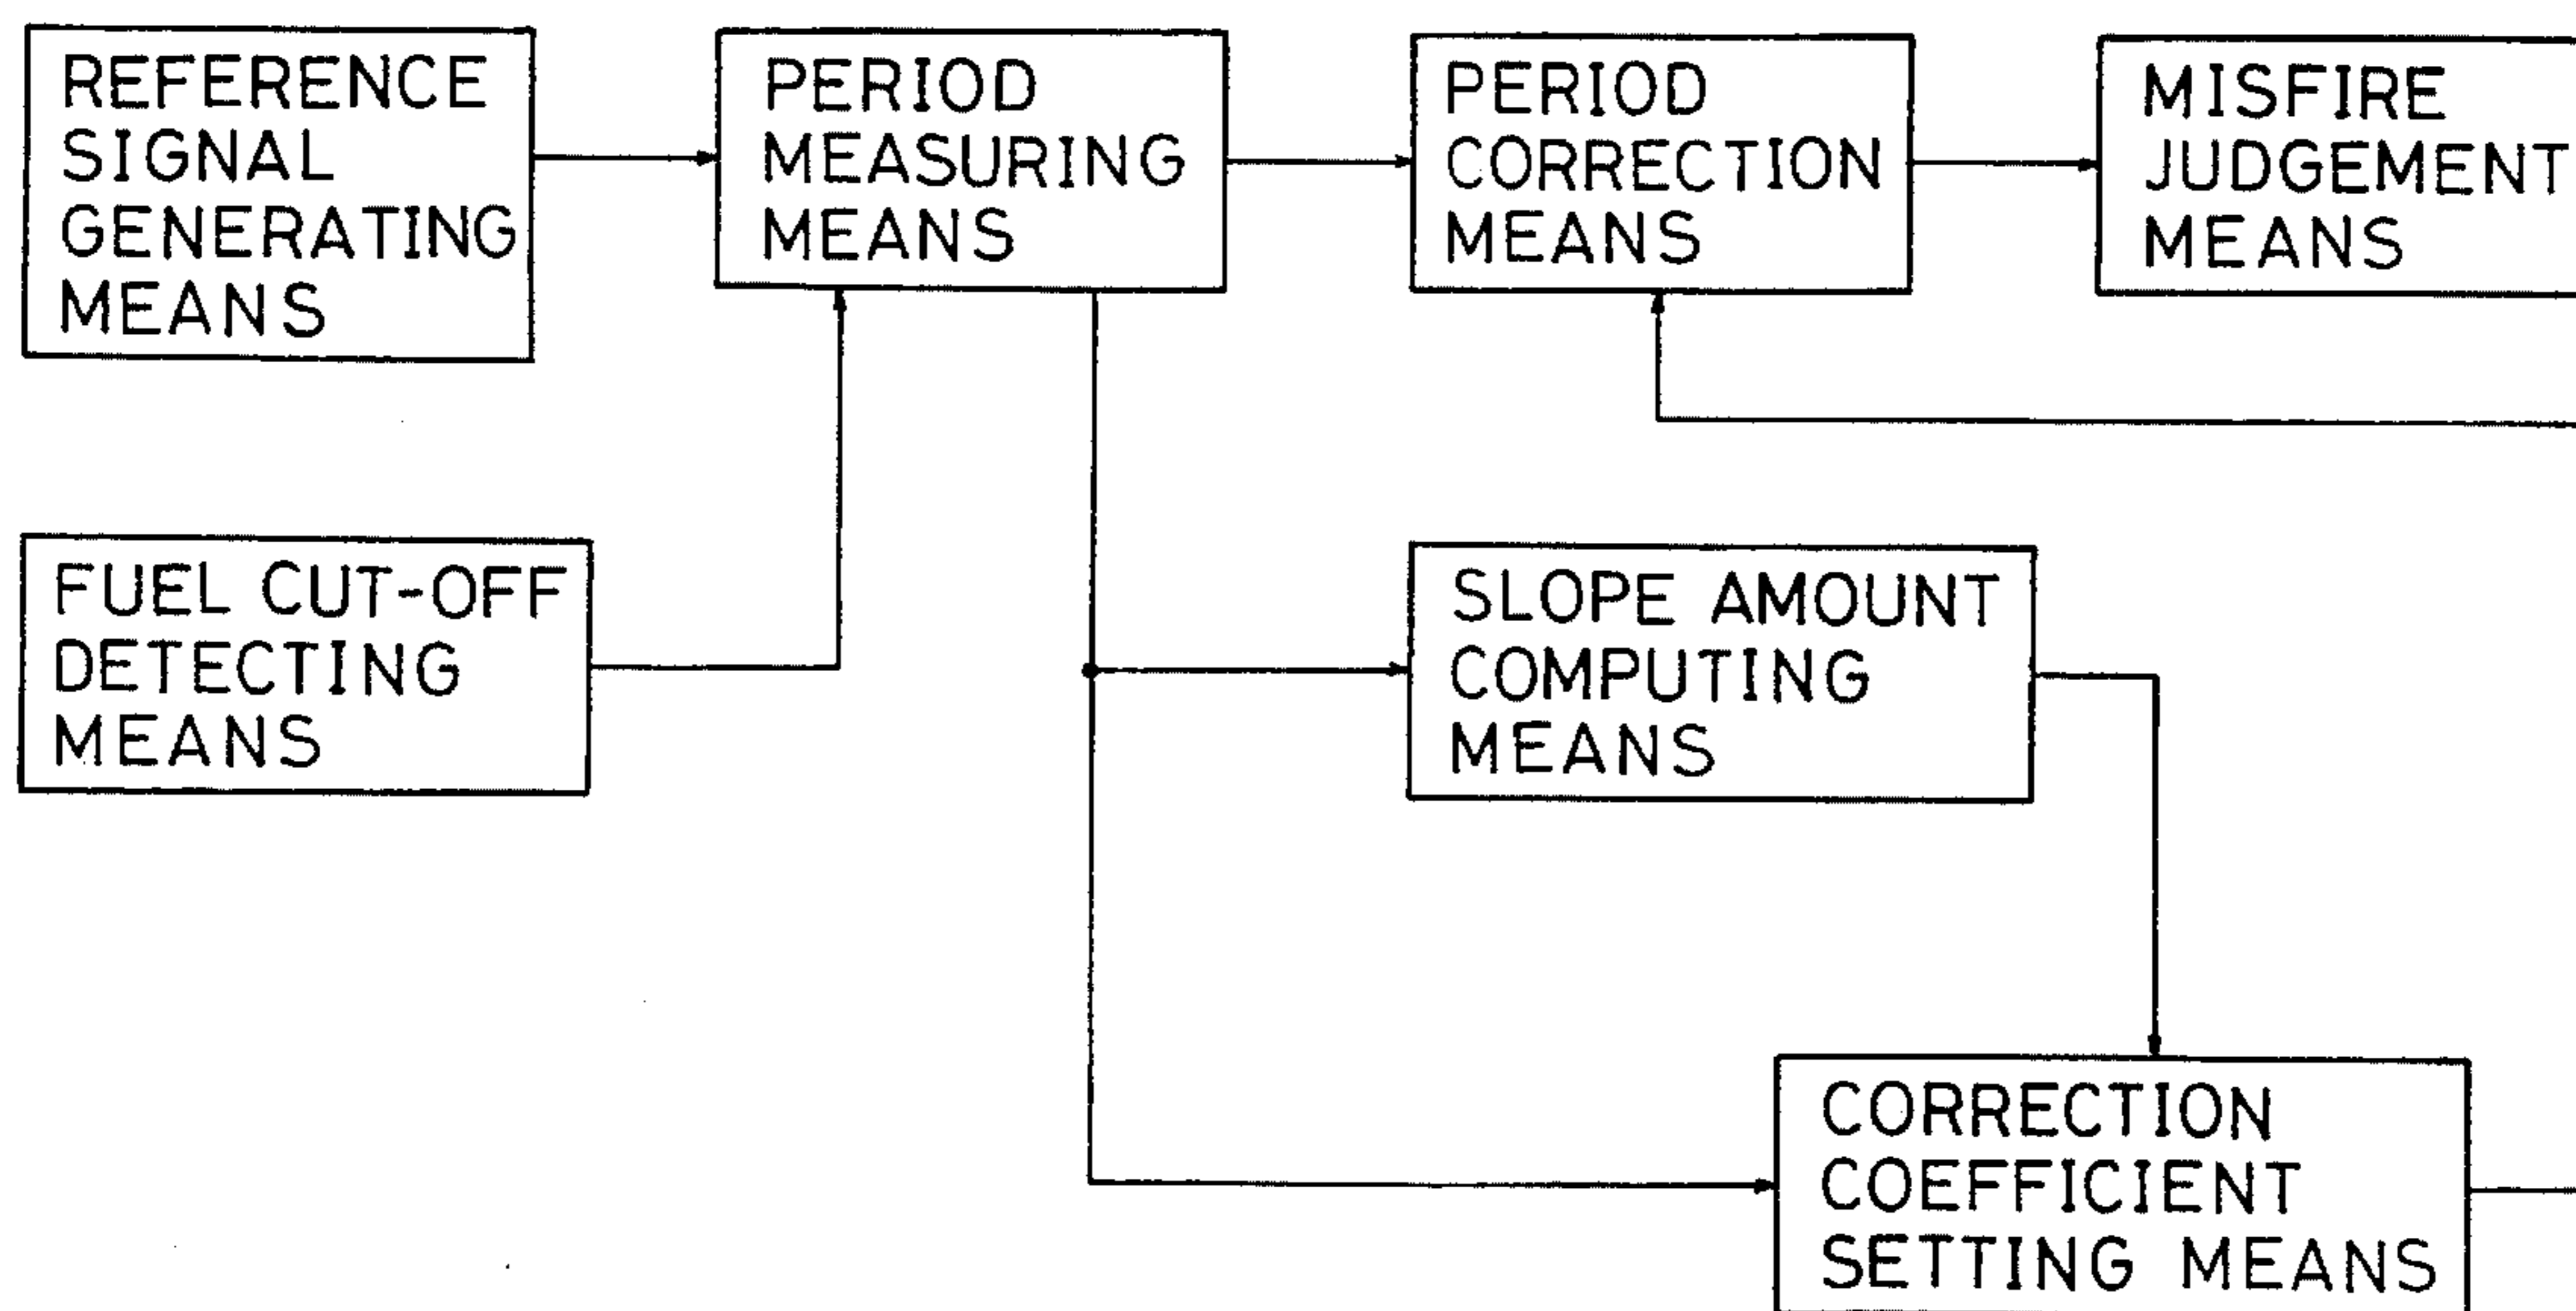 REFERENCE
SIGNAL
GENERATING
MEANS
PERIOD
MEASURING
MEANS
PERIOD
CORRECTION
MEANS
MISFIRE
JUDGEMENT
MEANS
FUEL CUT-OFF
DETECTING
MEANS
SLOPE AMOUNT
COMPUTING
MEANS
CORRECTION
COEFFICIENT
SETTING MEANS